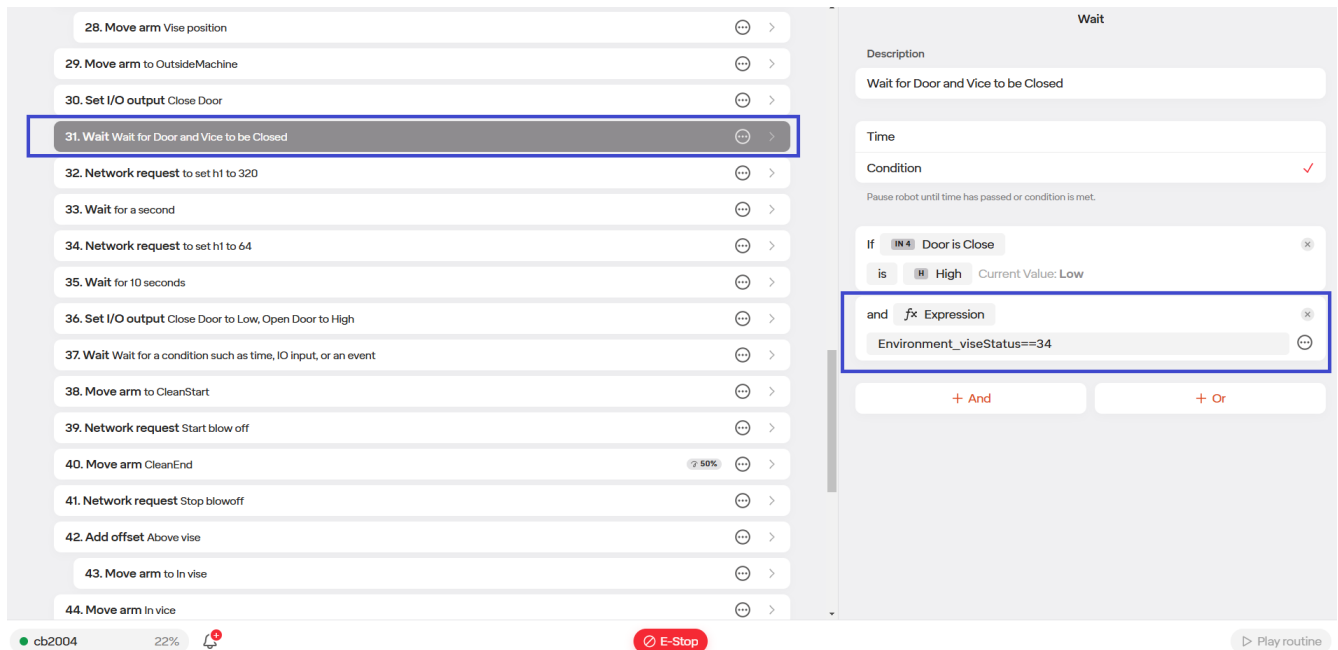 28. Move arm Vise position
29. Move arm to OutsideMachine
30. Set I/O output Close Door
31. Wait Wait for Door and Vice to be Closed
32. Network request to set h1 to 320
33. Wait for a second
34. Network request to set h1 to 64
35. Wait for 10 seconds
36. Set I/O output Close Door to Low, Open Door to High
37. Wait Wait for a condition such as time, IO input, or an event
38. Move arm to CleanStart
39. Network request Start blow off
40. Move arm CleanEnd 50%
41. Network request Stop blowoff
42. Add offset Above vise
43. Move arm to In vise
44. Move arm In vice
Wait
Description
Wait for Door and Vice to be Closed
Time
Condition
Pause robot until time has passed or condition is met.
If IN 4 Door is Close
is H High Current Value: Low
and fx Expression
Environment_viseStatus==34
+ And + Or
cb2004 22% E-Stop Play routine